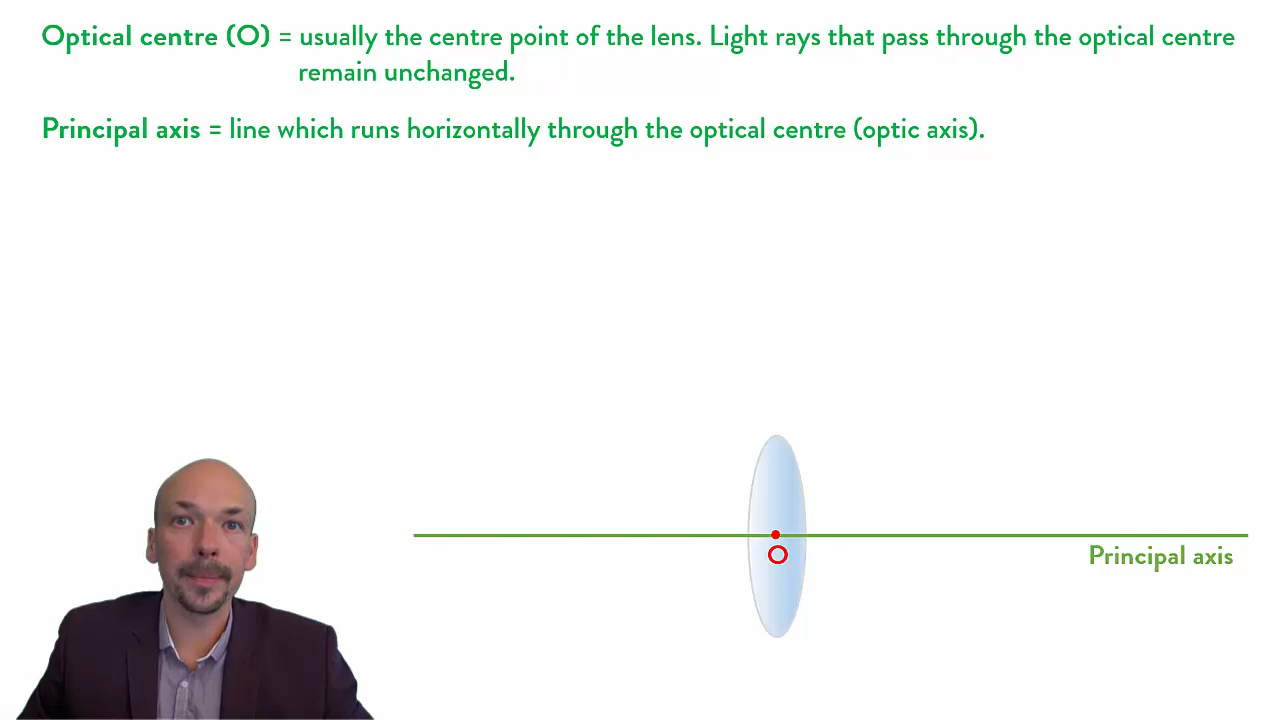 Optical centre (O) = usually the centre point of the lens. Light rays that pass through the optical centre
remain unchanged.
Principal axis = line which runs horizontally through the optical centre (optic axis).
O
Principal axis